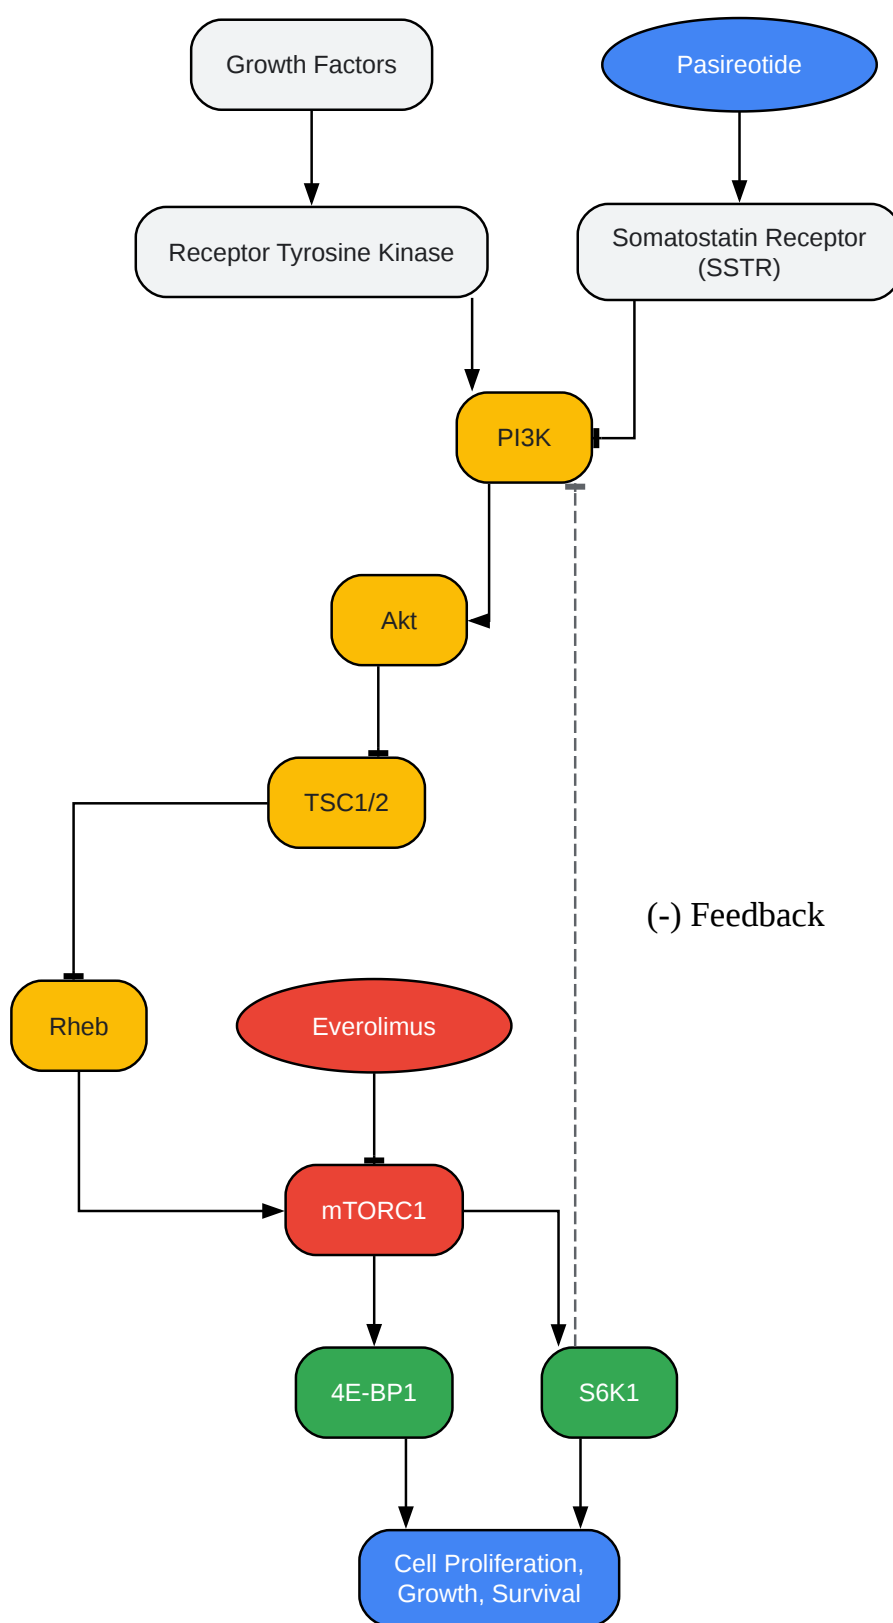 Growth Factors
Pasireotide
Receptor Tyrosine Kinase
Somatostatin Receptor
(SSTR)
PI3K
Akt
TSC1/2
(-) Feedback
Rheb
Everolimus
mTORC1
4E-BP1
S6K1
Cell Proliferation,
Growth, Survival